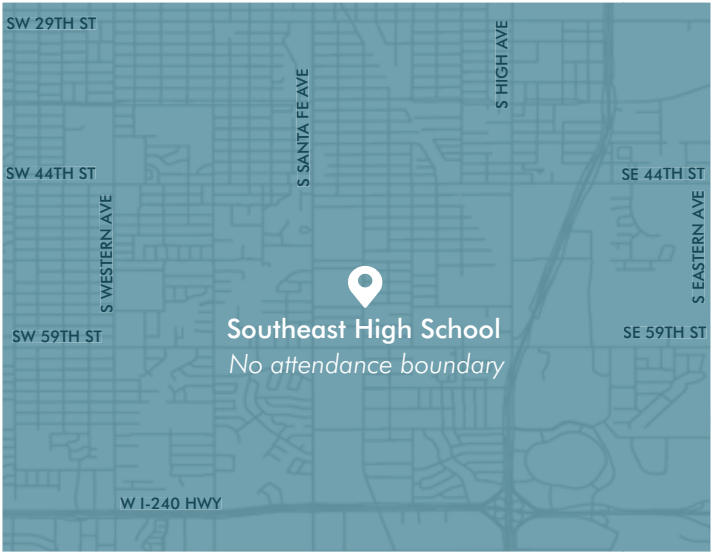 SW 29TH ST
S HIGH AVE
S SANTA FE AVE
SW 44TH ST
SE 44TH ST
S WESTERN AVE
S EASTERN AVE
Southeast High School
SW 59TH ST
SE 59TH ST
No attendance boundary
W I-240 HWY